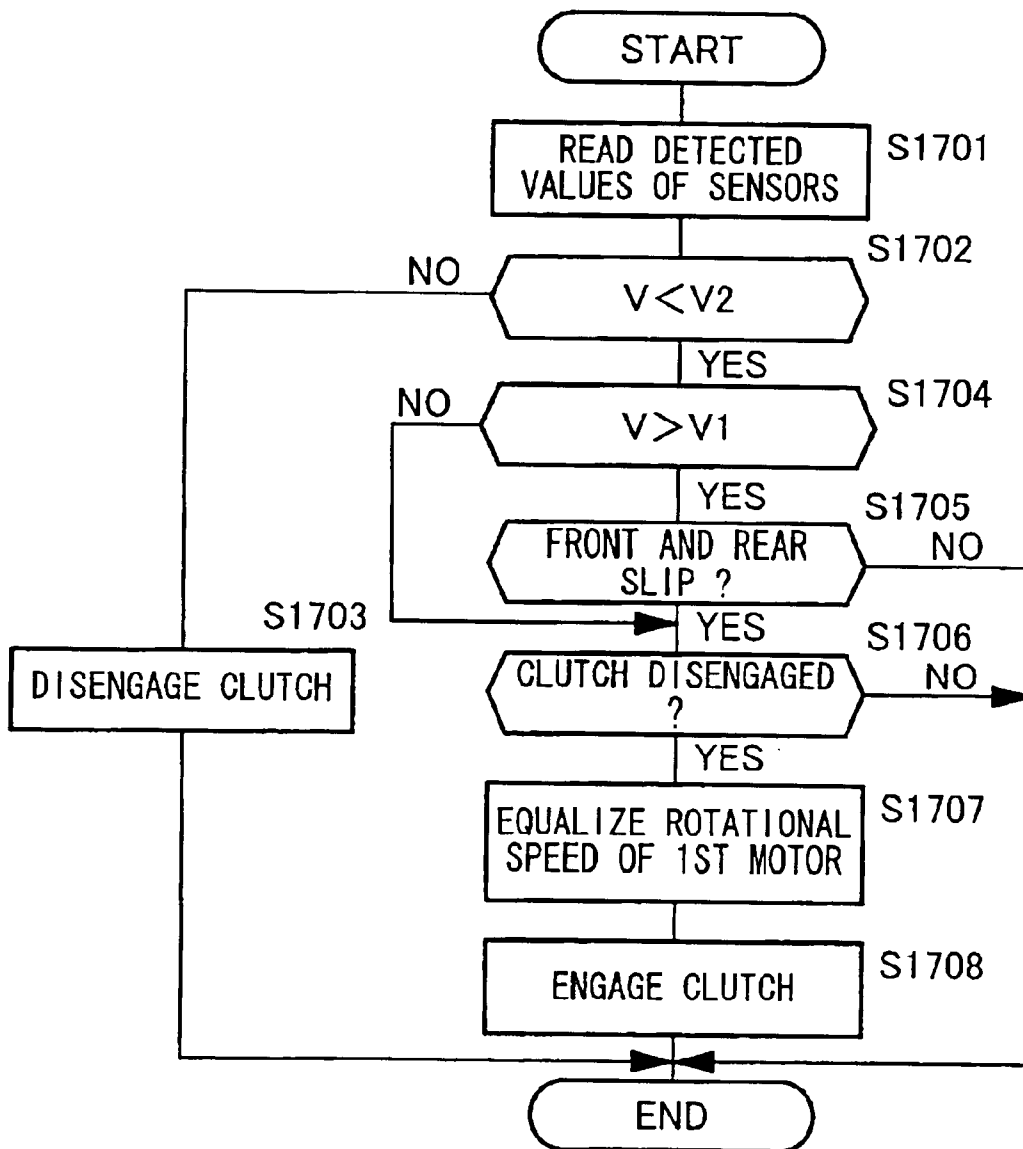 START
READ DETECTED
VALUES OF SENSORS
S1701
S1702
NO
V<V2
YES
S1704
NO
V>V1
YES
S1705
FRONT AND REAR
SLIP ?
NO
S1703
YES
S1706
DISENGAGE CLUTCH
CLUTCH DISENGAGED
?
NO
YES
S1707
EQUALIZE ROTATIONAL
SPEED OF 1ST MOTOR
S1708
ENGAGE CLUTCH
END